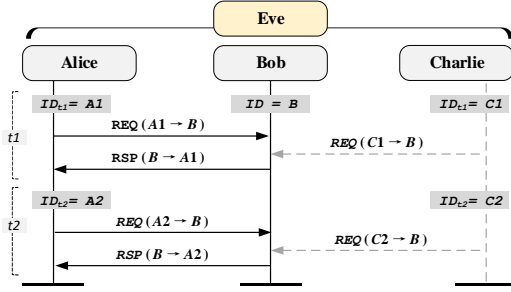 Eve
Alice Bob Charlie
ID_t1= A1 ID = B ID_t1= C1
REQ(A1 → B)
t1 REQ(C1 → B)
RSP(B → A1)
ID_t2= A2 ID_t2= C2
REQ(A2 → B)
t2 REQ(C2 → B)
RSP(B → A2)